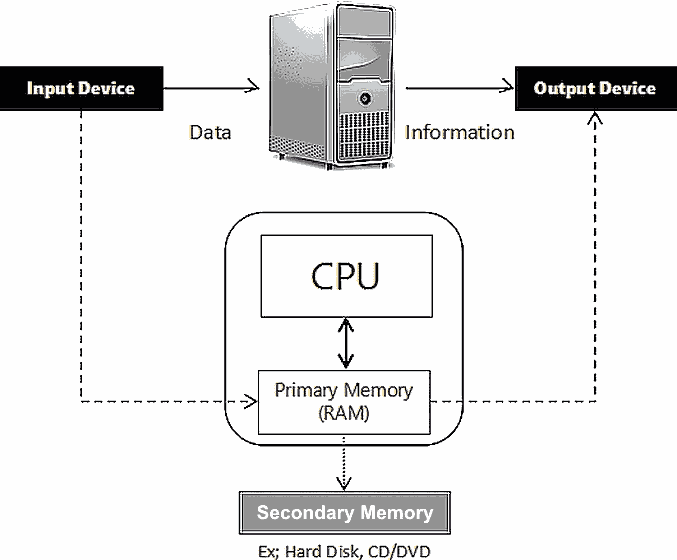 Input Device
Output Device
Data
Information
CPU
Primary Memory
(RAM)
Secondary Memory
Ex; Hard Disk, CD/DVD